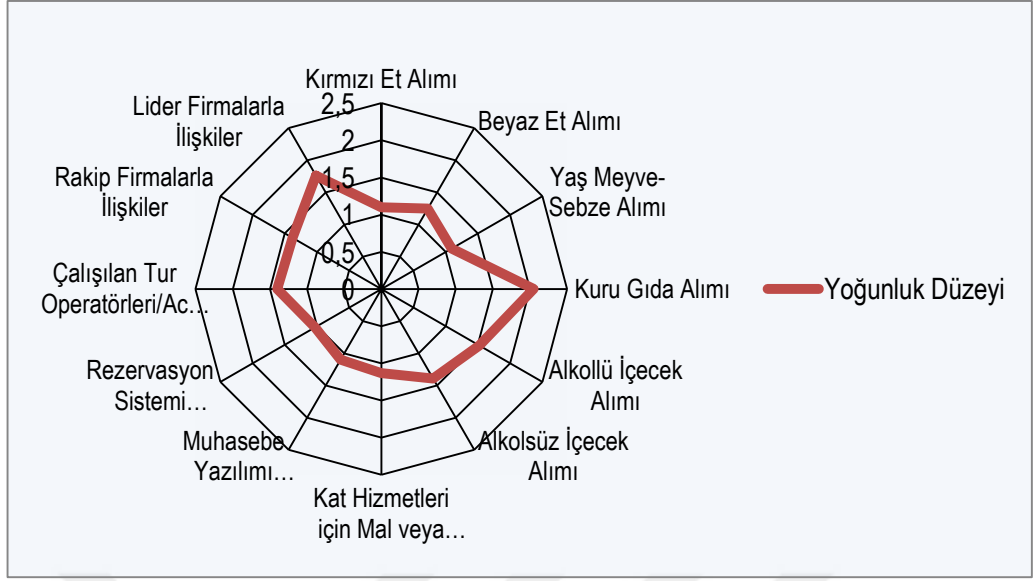 Kırmızı Et Alımı
Beyaz Et Alımı
Yaş Meyve-
Sebze Alımı
Kuru Gıda Alımı
Alkollü İçecek
Alımı
Alkolsüz İçecek
Alımı
Kat Hizmetleri
için Mal veya…
Muhasebe
Yazılımı…
Rezervasyon
Sistemi…
Çalışılan Tur
Operatörleri/Ac…
Rakip Firmalarla
İlişkiler
Lider Firmalarla
İlişkiler
2,5
2
1,5
1
0,5
0
Yoğunluk Düzeyi